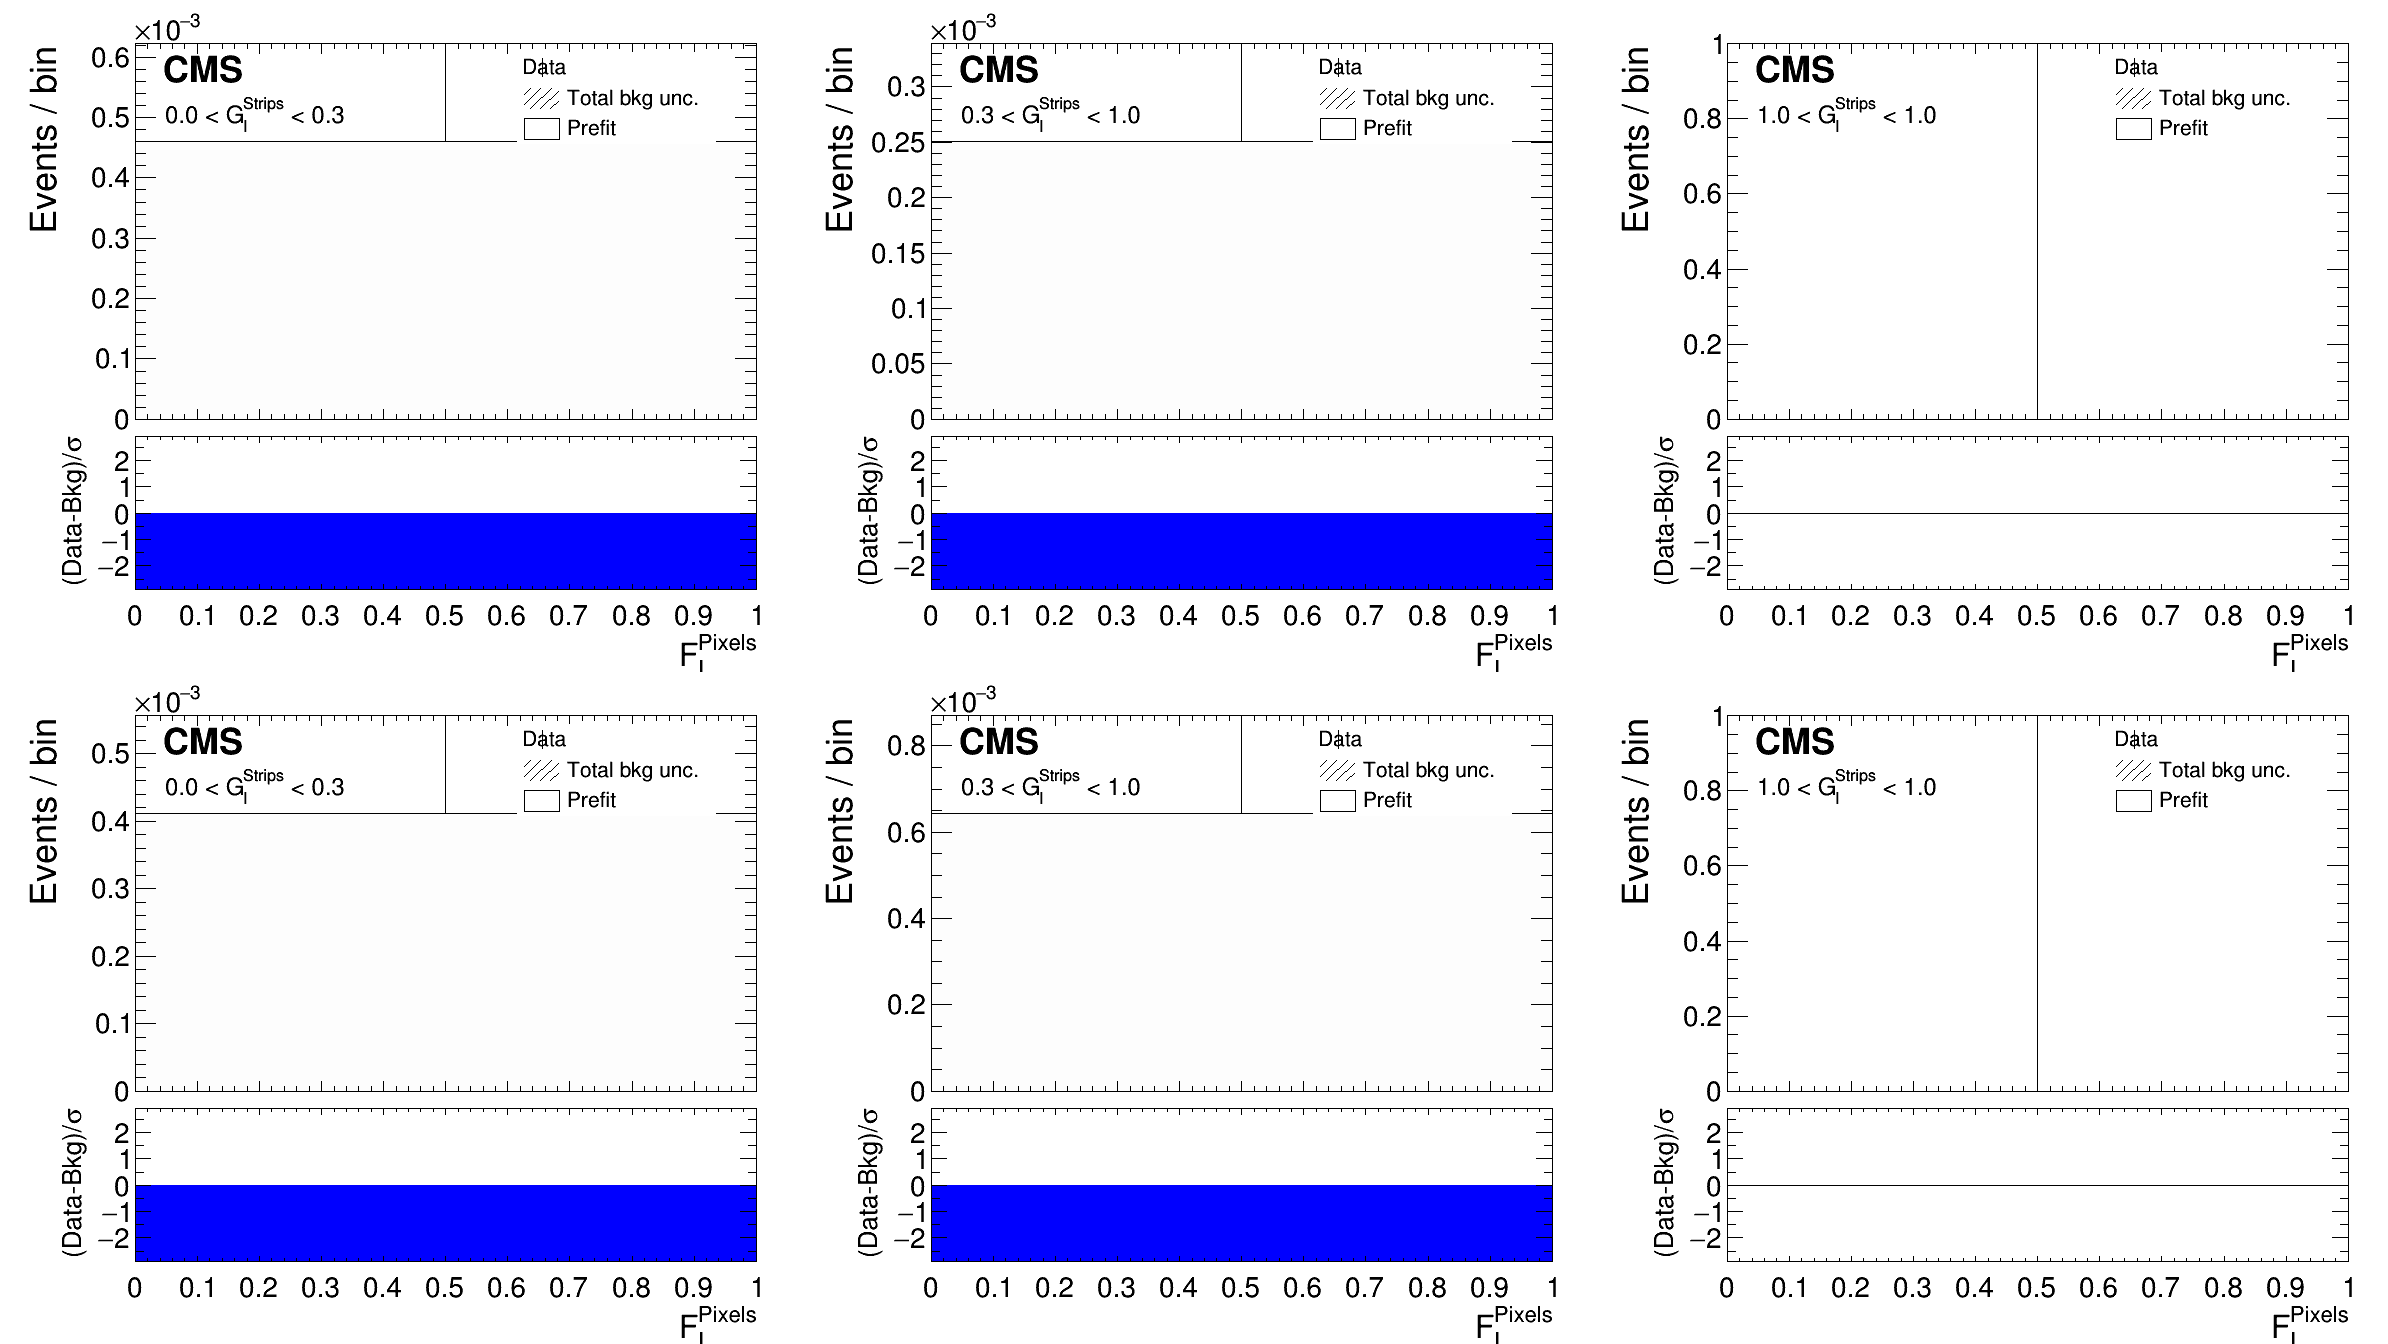 ×10⁻³
Events / bin
0.6
0.5
0.4
0.3
0.2
0.1
0
CMS
0.0 < G_I^Strips < 0.3
Data
Total bkg unc.
Prefit
(Data-Bkg)/σ
2
1
0
−1
−2
0 0.1 0.2 0.3 0.4 0.5 0.6 0.7 0.8 0.9 1
F_I^Pixels
×10⁻³
Events / bin
0.3
0.25
0.2
0.15
0.1
0.05
0
CMS
0.3 < G_I^Strips < 1.0
Data
Total bkg unc.
Prefit
(Data-Bkg)/σ
2
1
0
−1
−2
0 0.1 0.2 0.3 0.4 0.5 0.6 0.7 0.8 0.9 1
F_I^Pixels
Events / bin
1
0.8
0.6
0.4
0.2
0
CMS
1.0 < G_I^Strips < 1.0
Data
Total bkg unc.
Prefit
(Data-Bkg)/σ
2
1
0
−1
−2
0 0.1 0.2 0.3 0.4 0.5 0.6 0.7 0.8 0.9 1
F_I^Pixels
×10⁻³
Events / bin
0.5
0.4
0.3
0.2
0.1
0
CMS
0.0 < G_I^Strips < 0.3
Data
Total bkg unc.
Prefit
(Data-Bkg)/σ
2
1
0
−1
−2
0 0.1 0.2 0.3 0.4 0.5 0.6 0.7 0.8 0.9 1
F_I^Pixels
×10⁻³
Events / bin
0.8
0.6
0.4
0.2
0
CMS
0.3 < G_I^Strips < 1.0
Data
Total bkg unc.
Prefit
(Data-Bkg)/σ
2
1
0
−1
−2
0 0.1 0.2 0.3 0.4 0.5 0.6 0.7 0.8 0.9 1
F_I^Pixels
Events / bin
1
0.8
0.6
0.4
0.2
0
CMS
1.0 < G_I^Strips < 1.0
Data
Total bkg unc.
Prefit
(Data-Bkg)/σ
2
1
0
−1
−2
0 0.1 0.2 0.3 0.4 0.5 0.6 0.7 0.8 0.9 1
F_I^Pixels